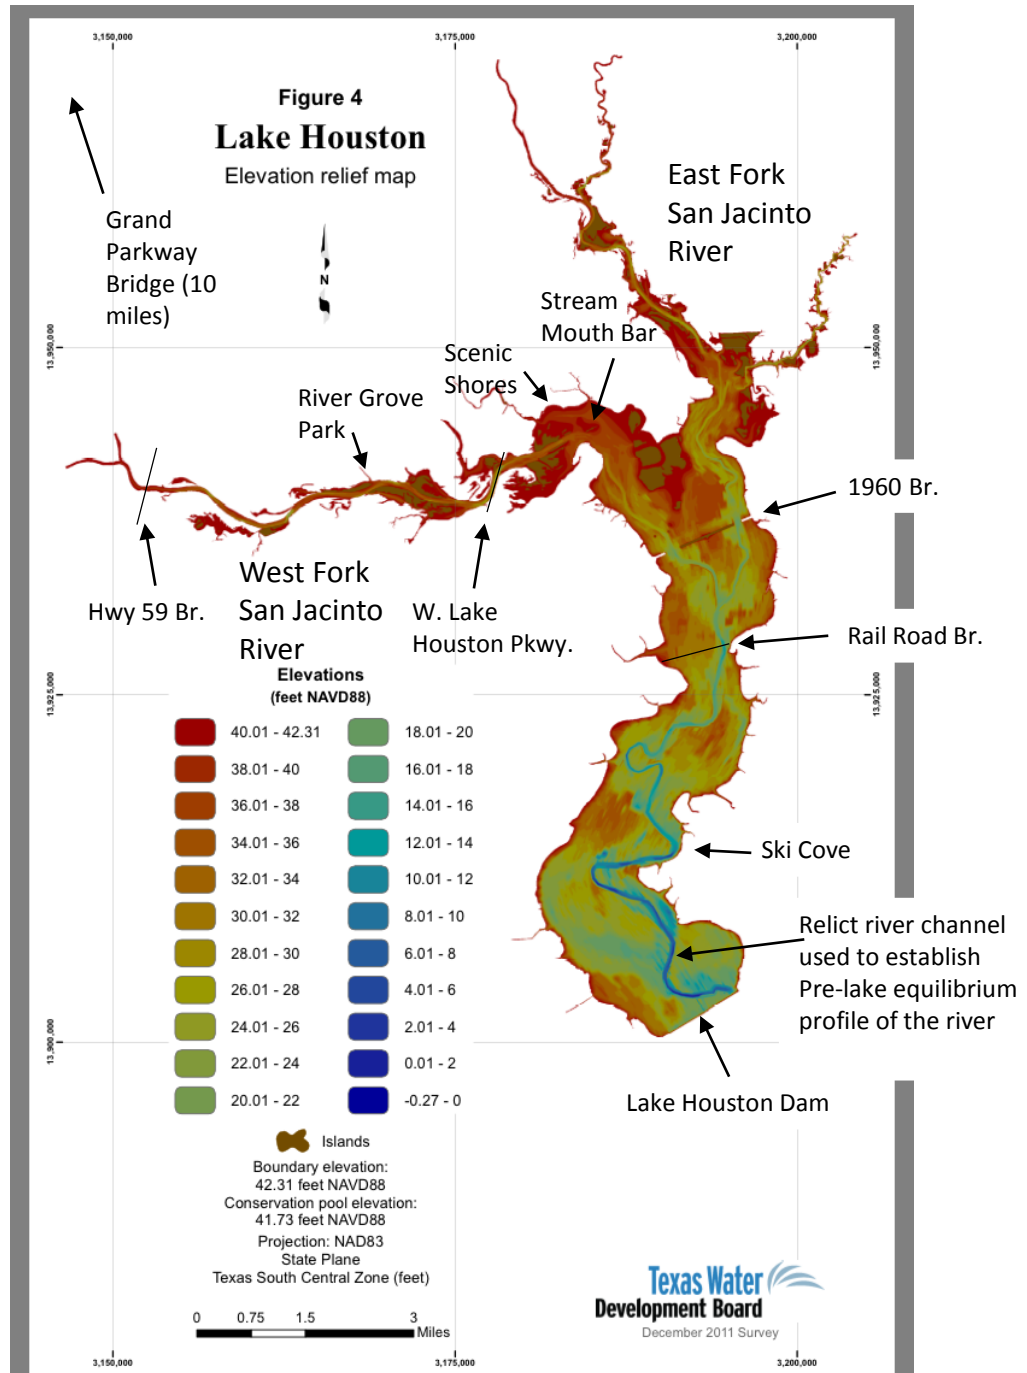 3,150,000
3,175,000
3,200,000
Figure 4
Lake Houston
Elevation relief map
N
Grand
Parkway
Bridge (10
miles)
East Fork
San Jacinto
River
Stream
Mouth Bar
13,950,000
13,950,000
Scenic
Shores
River Grove
Park
1960 Br.
West Fork
San Jacinto
River
Hwy 59 Br.
W. Lake
Houston Pkwy.
Rail Road Br.
Elevations
(feet NAVD88)
13,925,000
13,925,000
40.01 - 42.31
18.01 - 20
38.01 - 40
16.01 - 18
36.01 - 38
14.01 - 16
34.01 - 36
12.01 - 14
32.01 - 34
10.01 - 12
30.01 - 32
8.01 - 10
28.01 - 30
6.01 - 8
26.01 - 28
4.01 - 6
24.01 - 26
2.01 - 4
22.01 - 24
0.01 - 2
20.01 - 22
-0.27 - 0
Ski Cove
Relict river channel
used to establish
Pre-lake equilibrium
profile of the river
13,900,000
13,900,000
Lake Houston Dam
Islands
Boundary elevation:
42.31 feet NAVD88
Conservation pool elevation:
41.73 feet NAVD88
Projection: NAD83
State Plane
Texas South Central Zone (feet)
0 0.75 1.5 3
Miles
Texas Water
Development Board
December 2011 Survey
3,150,000
3,175,000
3,200,000